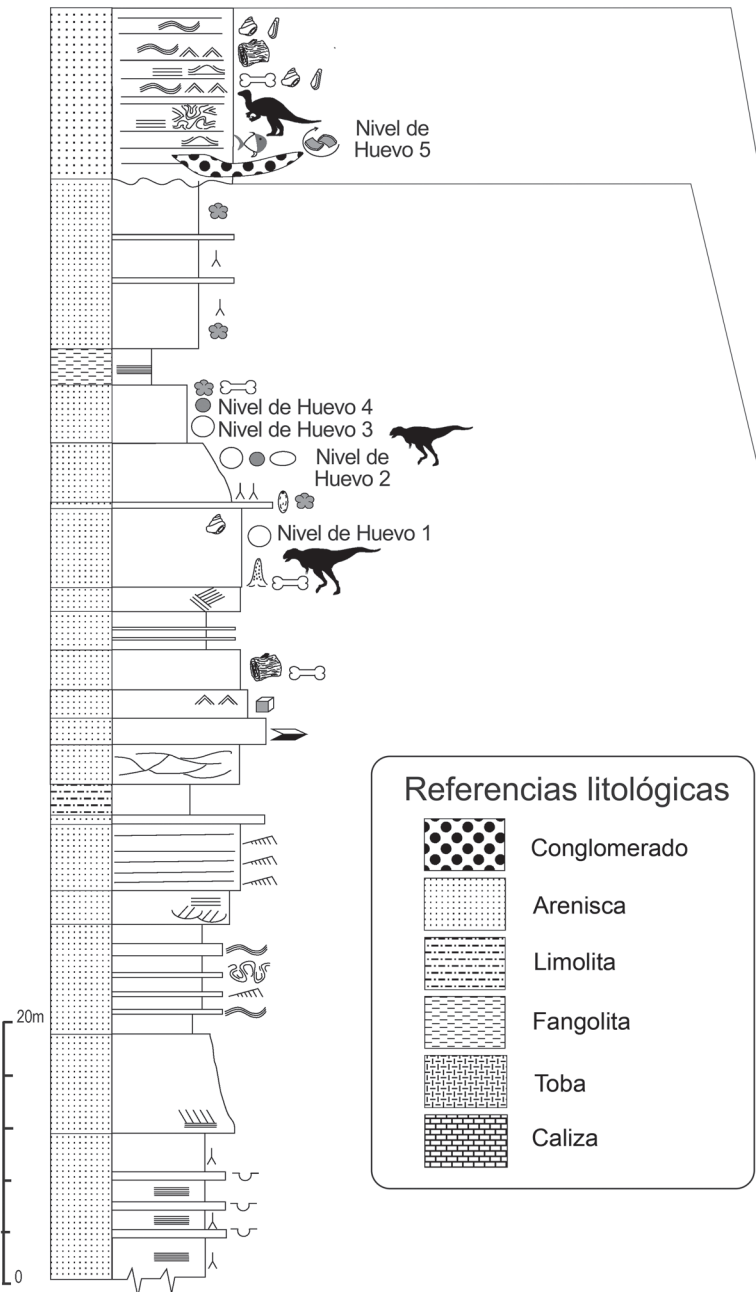 Nivel de
Huevo 5
Nivel de Huevo 4
Nivel de Huevo 3
Nivel de
Huevo 2
Nivel de Huevo 1
20m
0
Referencias litológicas
Conglomerado
Arenisca
Limolita
Fangolita
Toba
Caliza